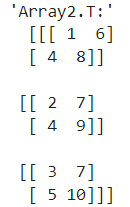 'Array2.T:'
[[[ 1 6]
[ 4 8]]
[[ 2 7]
[ 4 9]]
[[ 3 7]
[ 5 10]]]